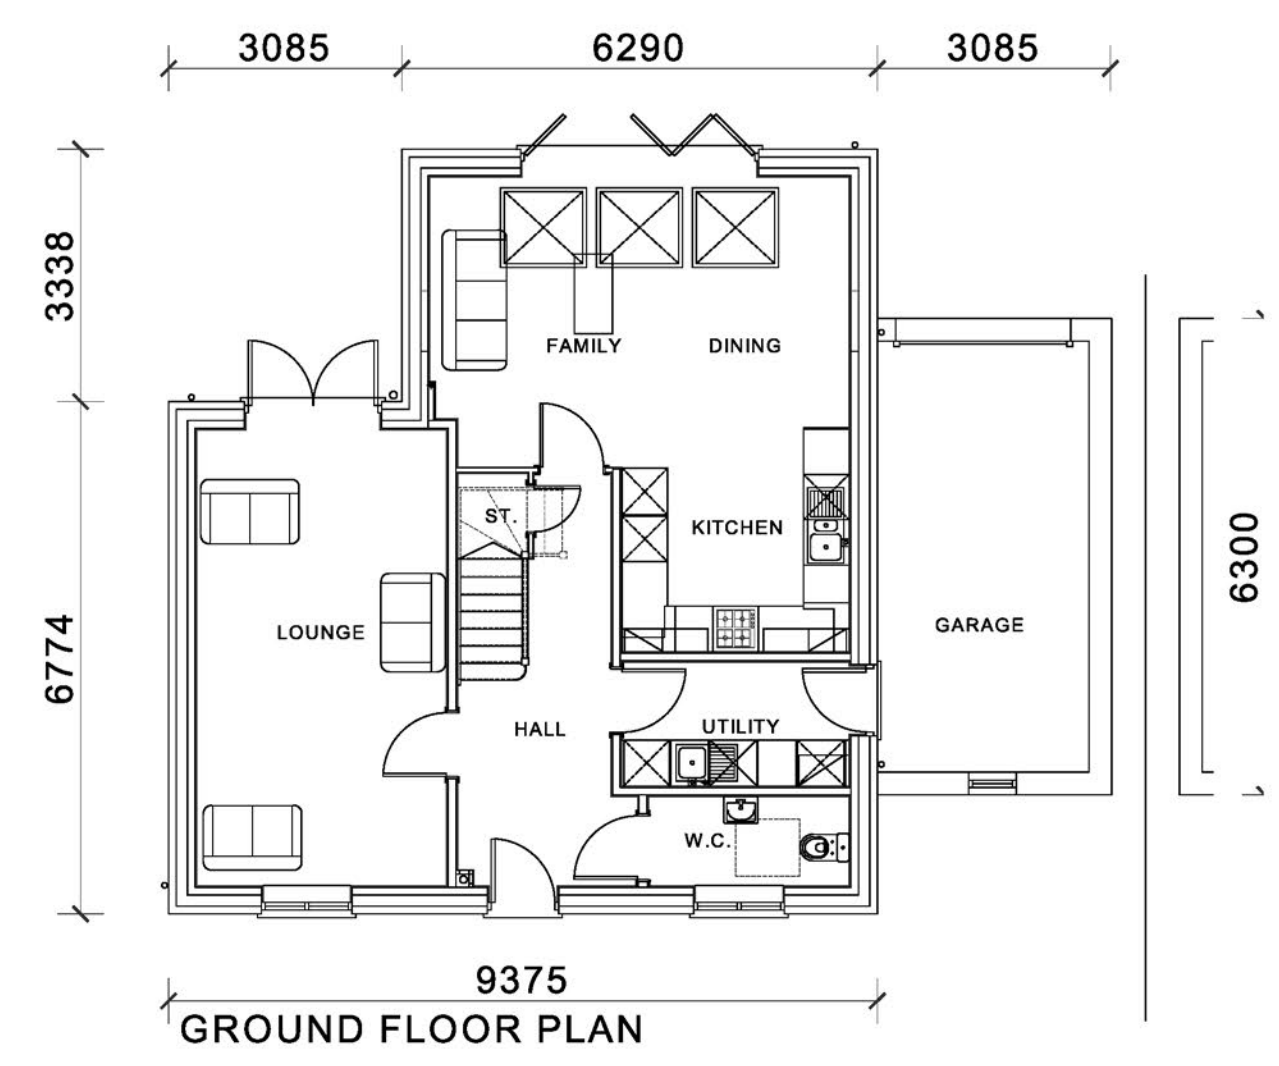 3085 6290 3085
3338
FAMILY DINING
ST.
KITCHEN
6300
6774
LOUNGE
GARAGE
HALL
UTILITY
W.C.
9375
GROUND FLOOR PLAN